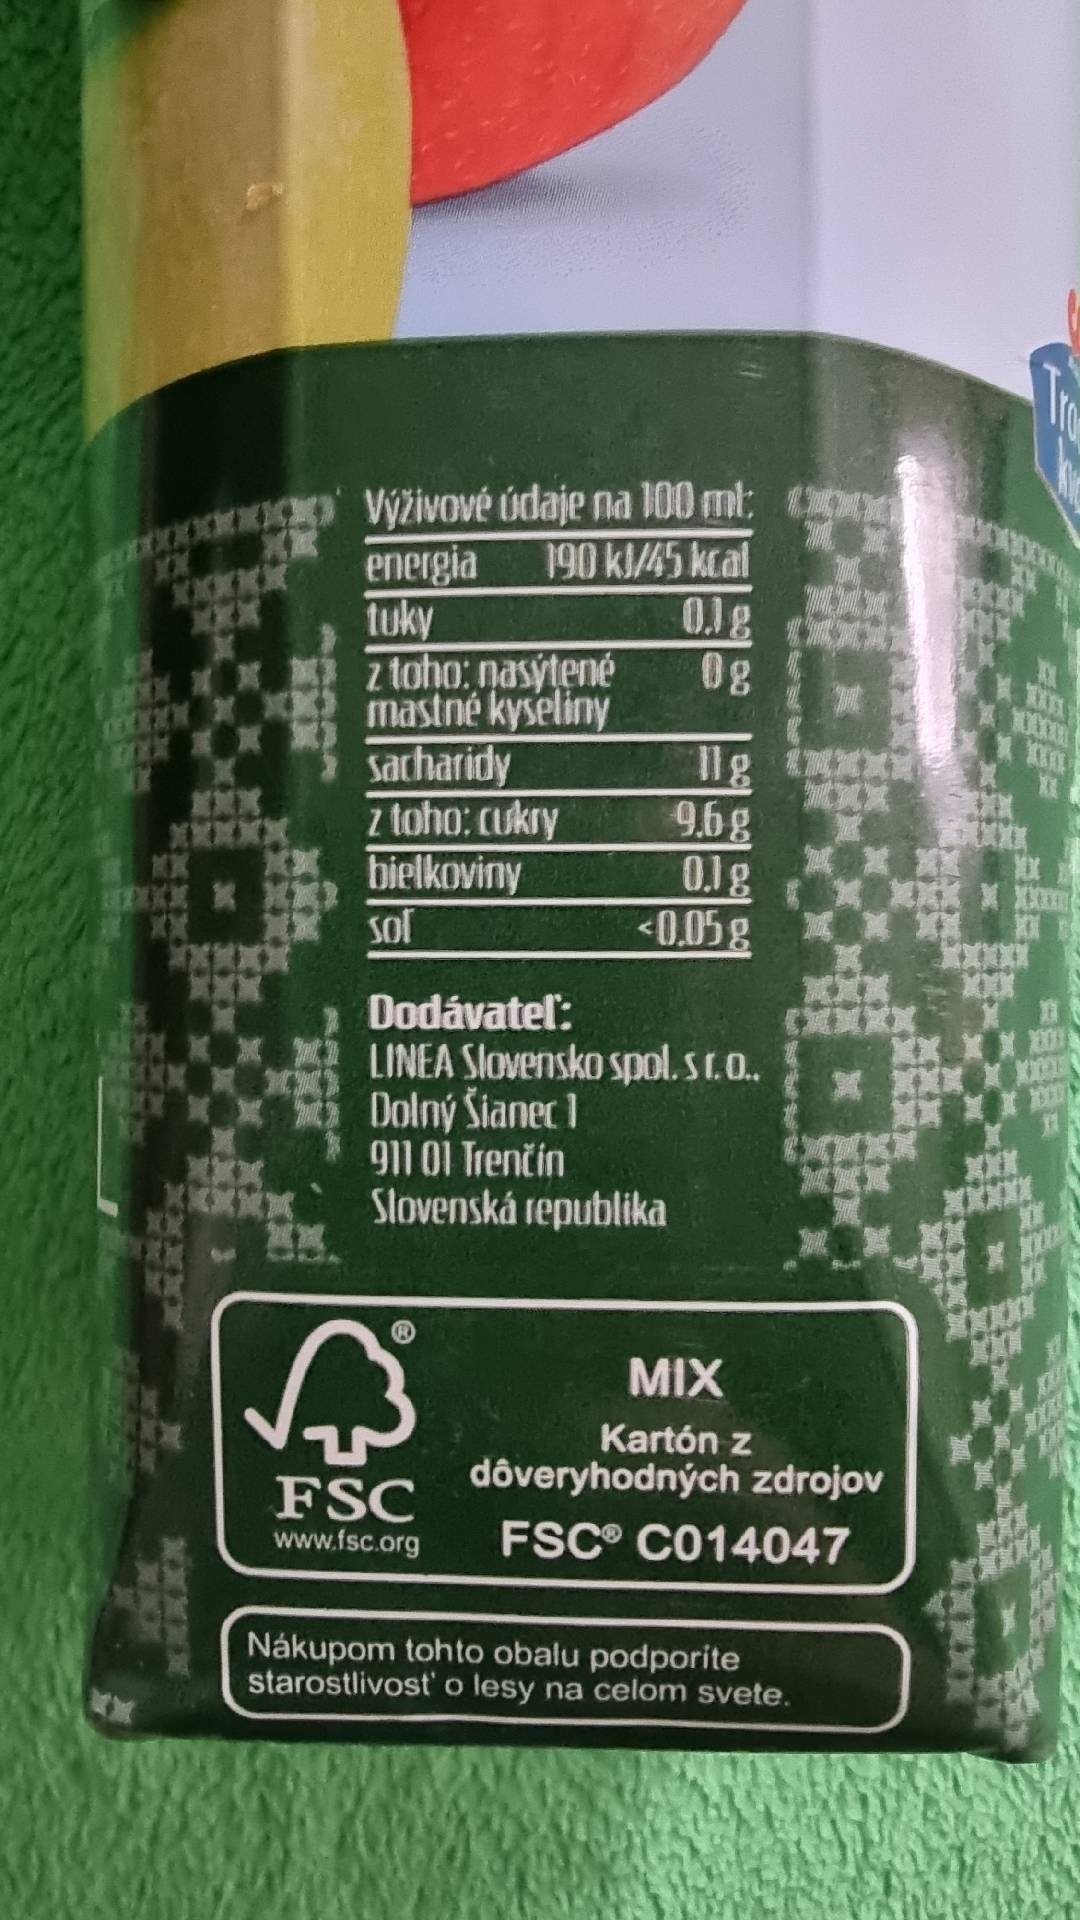 Výživové údaje na 100 ml:
energia 190 kJ/45 kcal
tuky 0.1 g
z toho: nasýtené 0 g
mastné kyseliny
sacharidy 11 g
z toho: cukry 9.6 g
bielkoviny 0.1 g
soľ <0.05 g
Dodávateľ:
LINEA Slovensko spol. s r. o..
Dolný Šianec 1
911 01 Trenčín
Slovenská republika
®
MIX
Kartón z
dôveryhodných zdrojov
FSC
www.fsc.org
FSC® C014047
Nákupom tohto obalu podporíte
starostlivosť o lesy na celom svete.